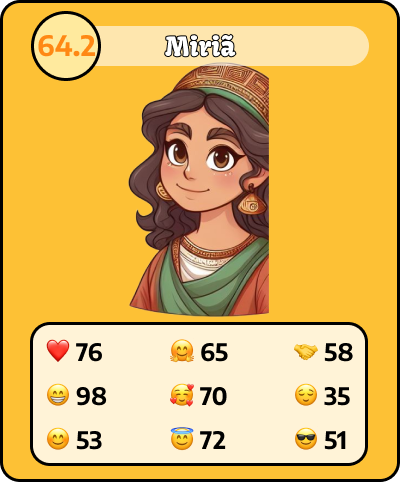 64.2 Miriã
❤️ 76 🤗 65 🤝 58
😁 98 🥰 70 😌 35
😊 53 😇 72 😎 51